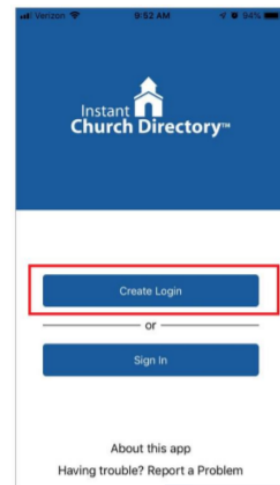 Verizon 9:52 AM 94%
Instant
Church Directory™
Create Login
or
Sign In
About this app
Having trouble? Report a Problem